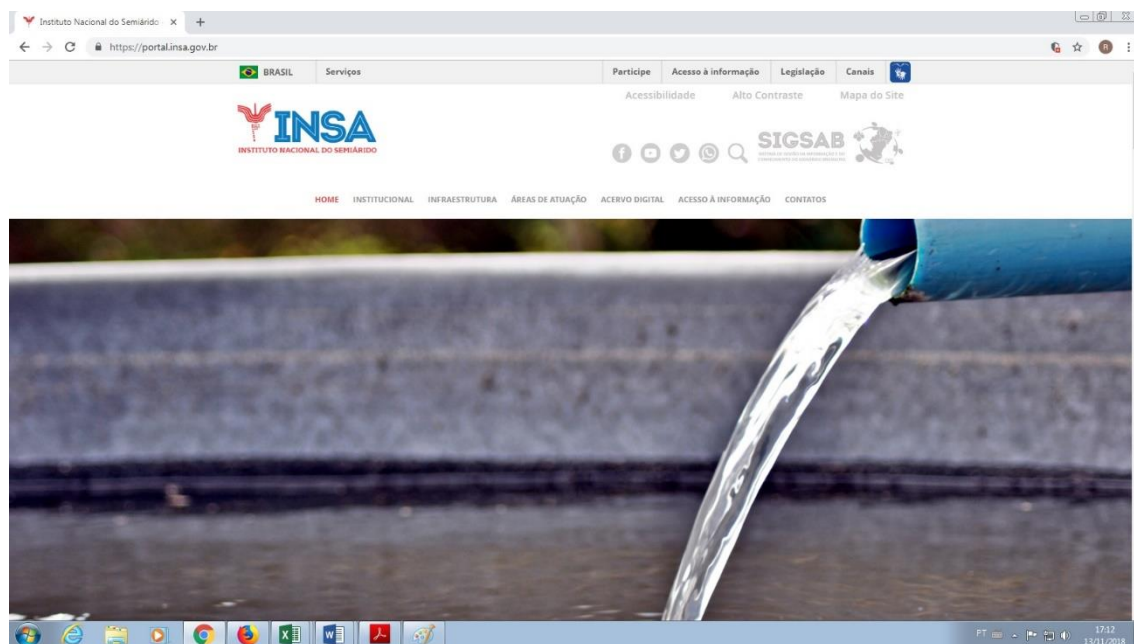 Instituto Nacional do Semiárido
https://portal.insa.gov.br
R
BRASIL Serviços Participe Acesso à informação Legislação Canais
Acessibilidade Alto Contraste Mapa do Site
INSA
INSTITUTO NACIONAL DO SEMIÁRIDO
SIGSAB
HOME INSTITUCIONAL INFRAESTRUTURA ÁREAS DE ATUAÇÃO ACERVO DIGITAL ACESSO À INFORMAÇÃO CONTATOS
PT 17:12
13/11/2018